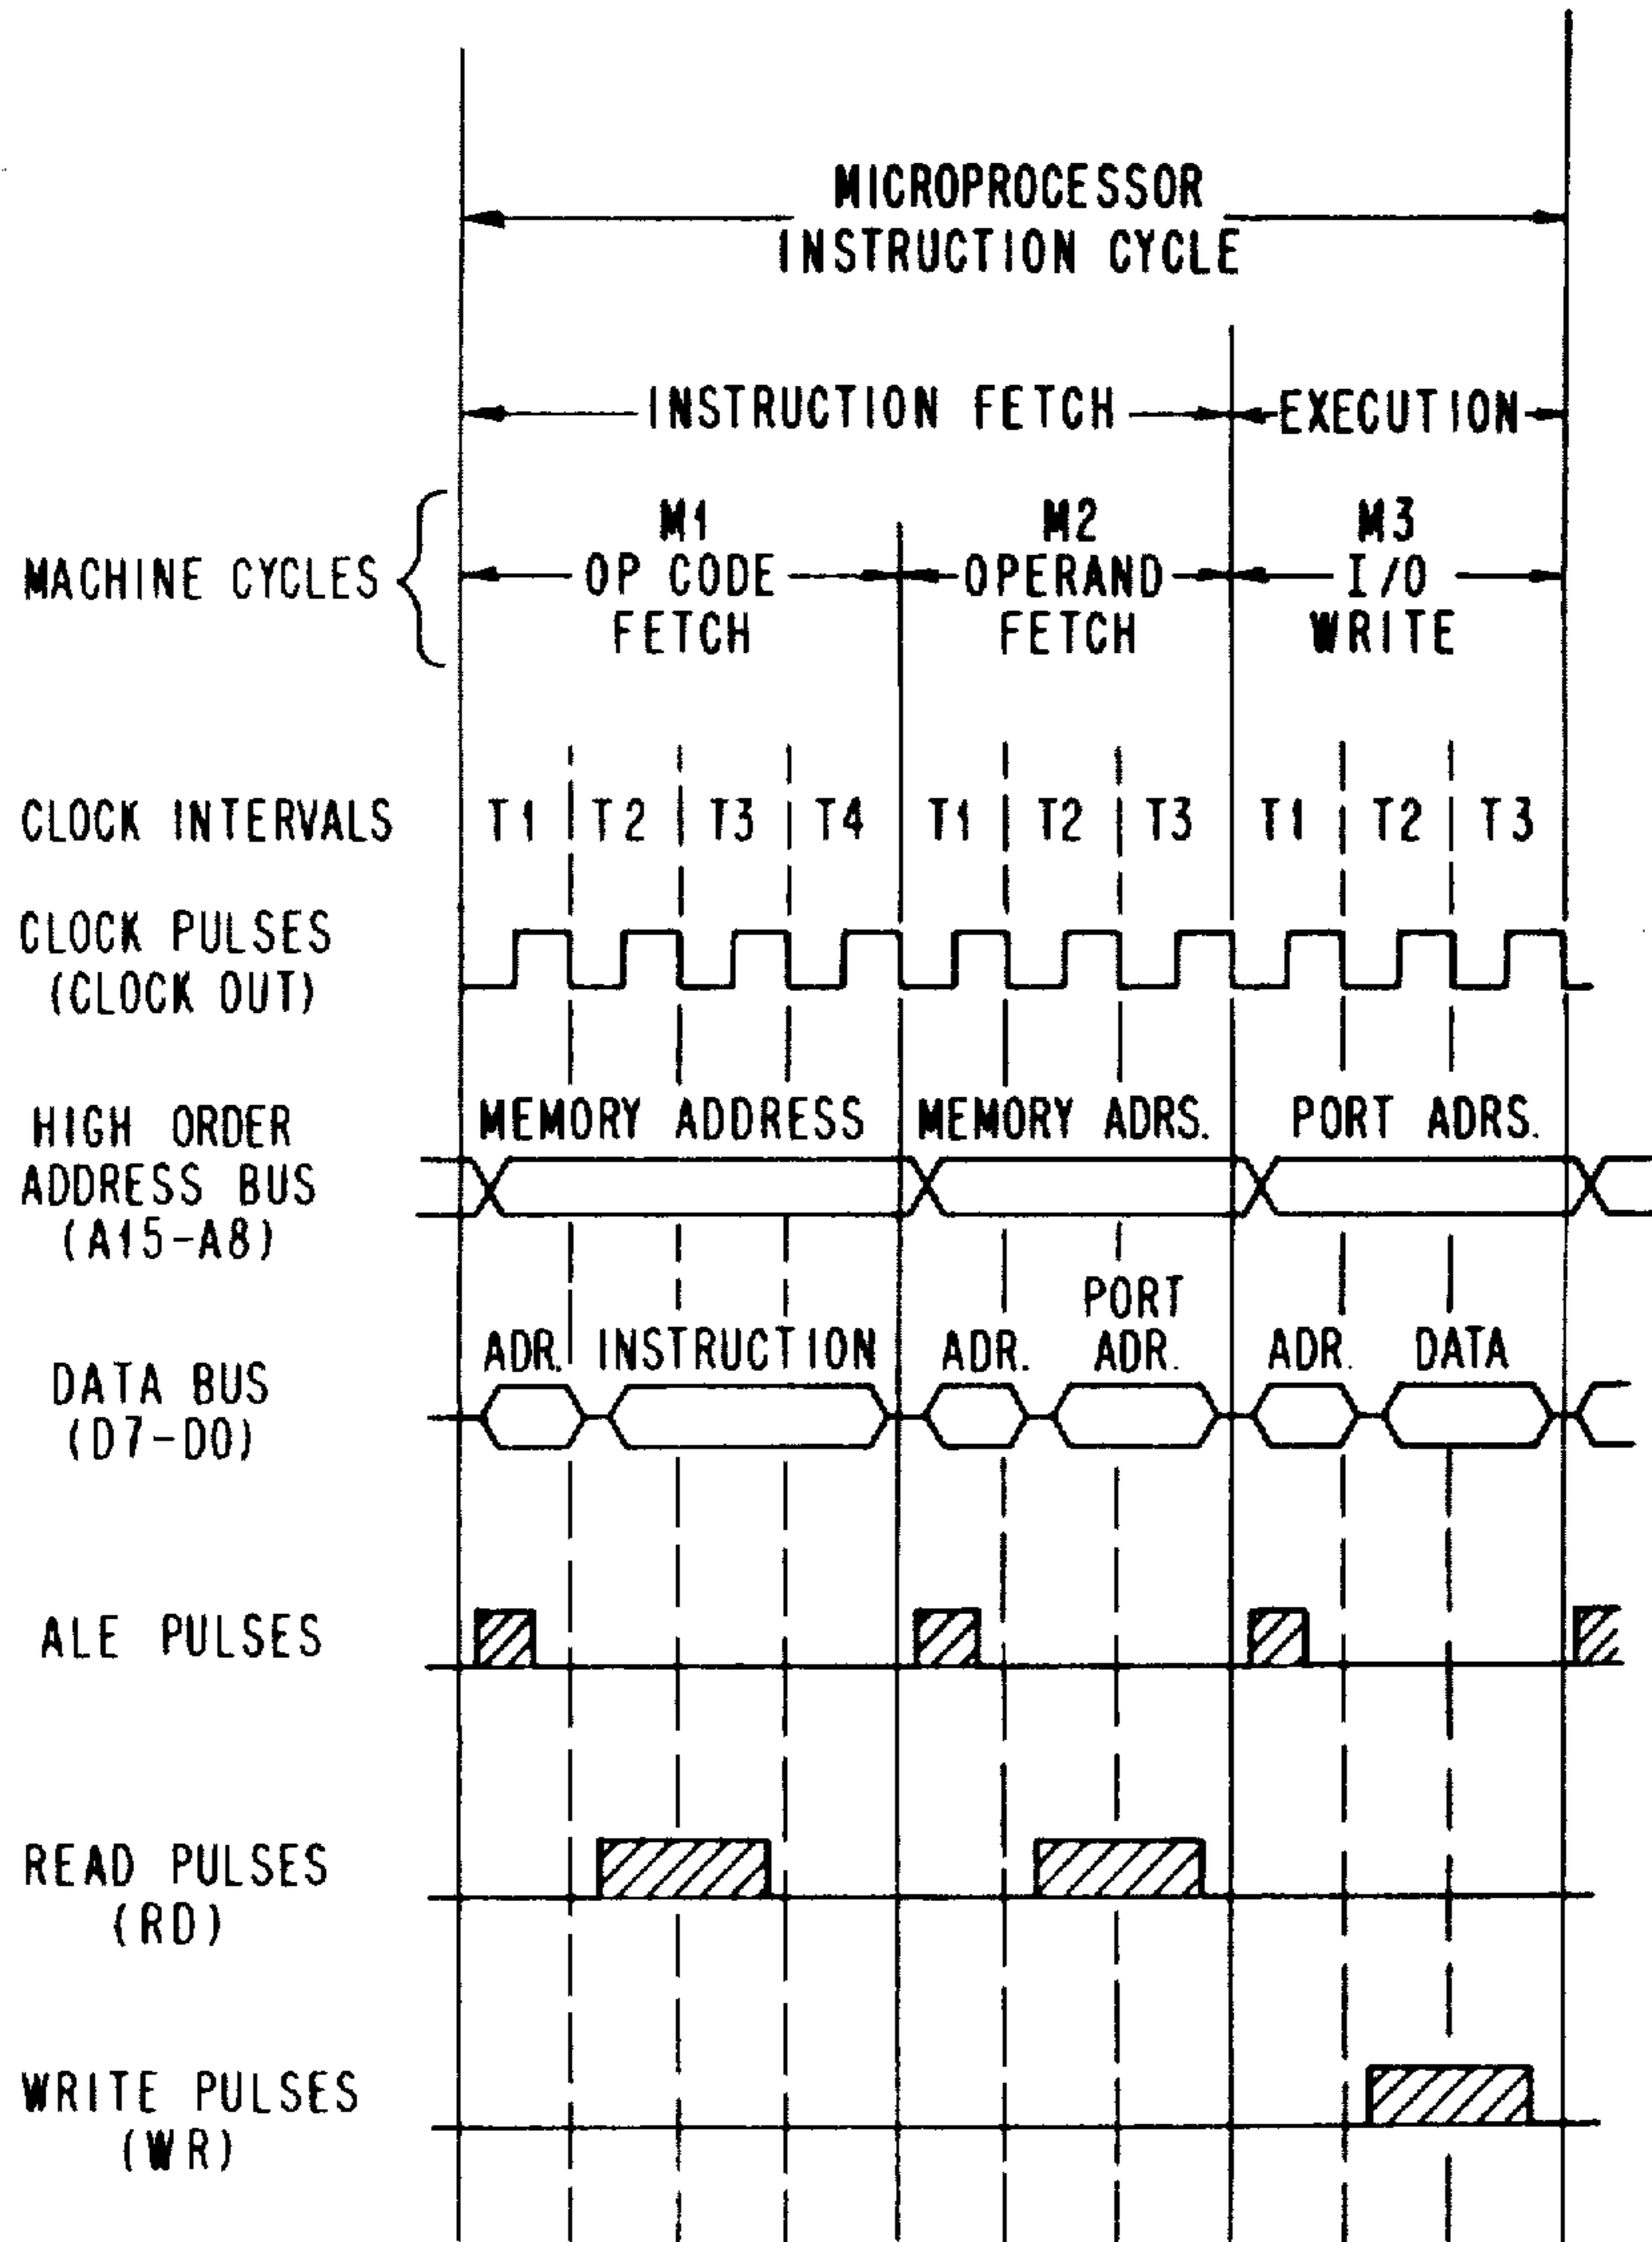 MICROPROCESSOR
INSTRUCTION CYCLE
INSTRUCTION FETCH
EXECUTION
MACHINE CYCLES
M1
OP CODE
FETCH
M2
OPERAND
FETCH
M3
I/O
WRITE
CLOCK INTERVALS
T1 T2 T3 T4 T1 T2 T3 T1 T2 T3
CLOCK PULSES
(CLOCK OUT)
HIGH ORDER
ADDRESS BUS
(A15-A8)
MEMORY ADDRESS
MEMORY ADRS.
PORT ADRS.
DATA BUS
(D7-D0)
ADR.
INSTRUCTION
ADR.
PORT
ADR.
ADR.
DATA
ALE PULSES
READ PULSES
(RD)
WRITE PULSES
(WR)